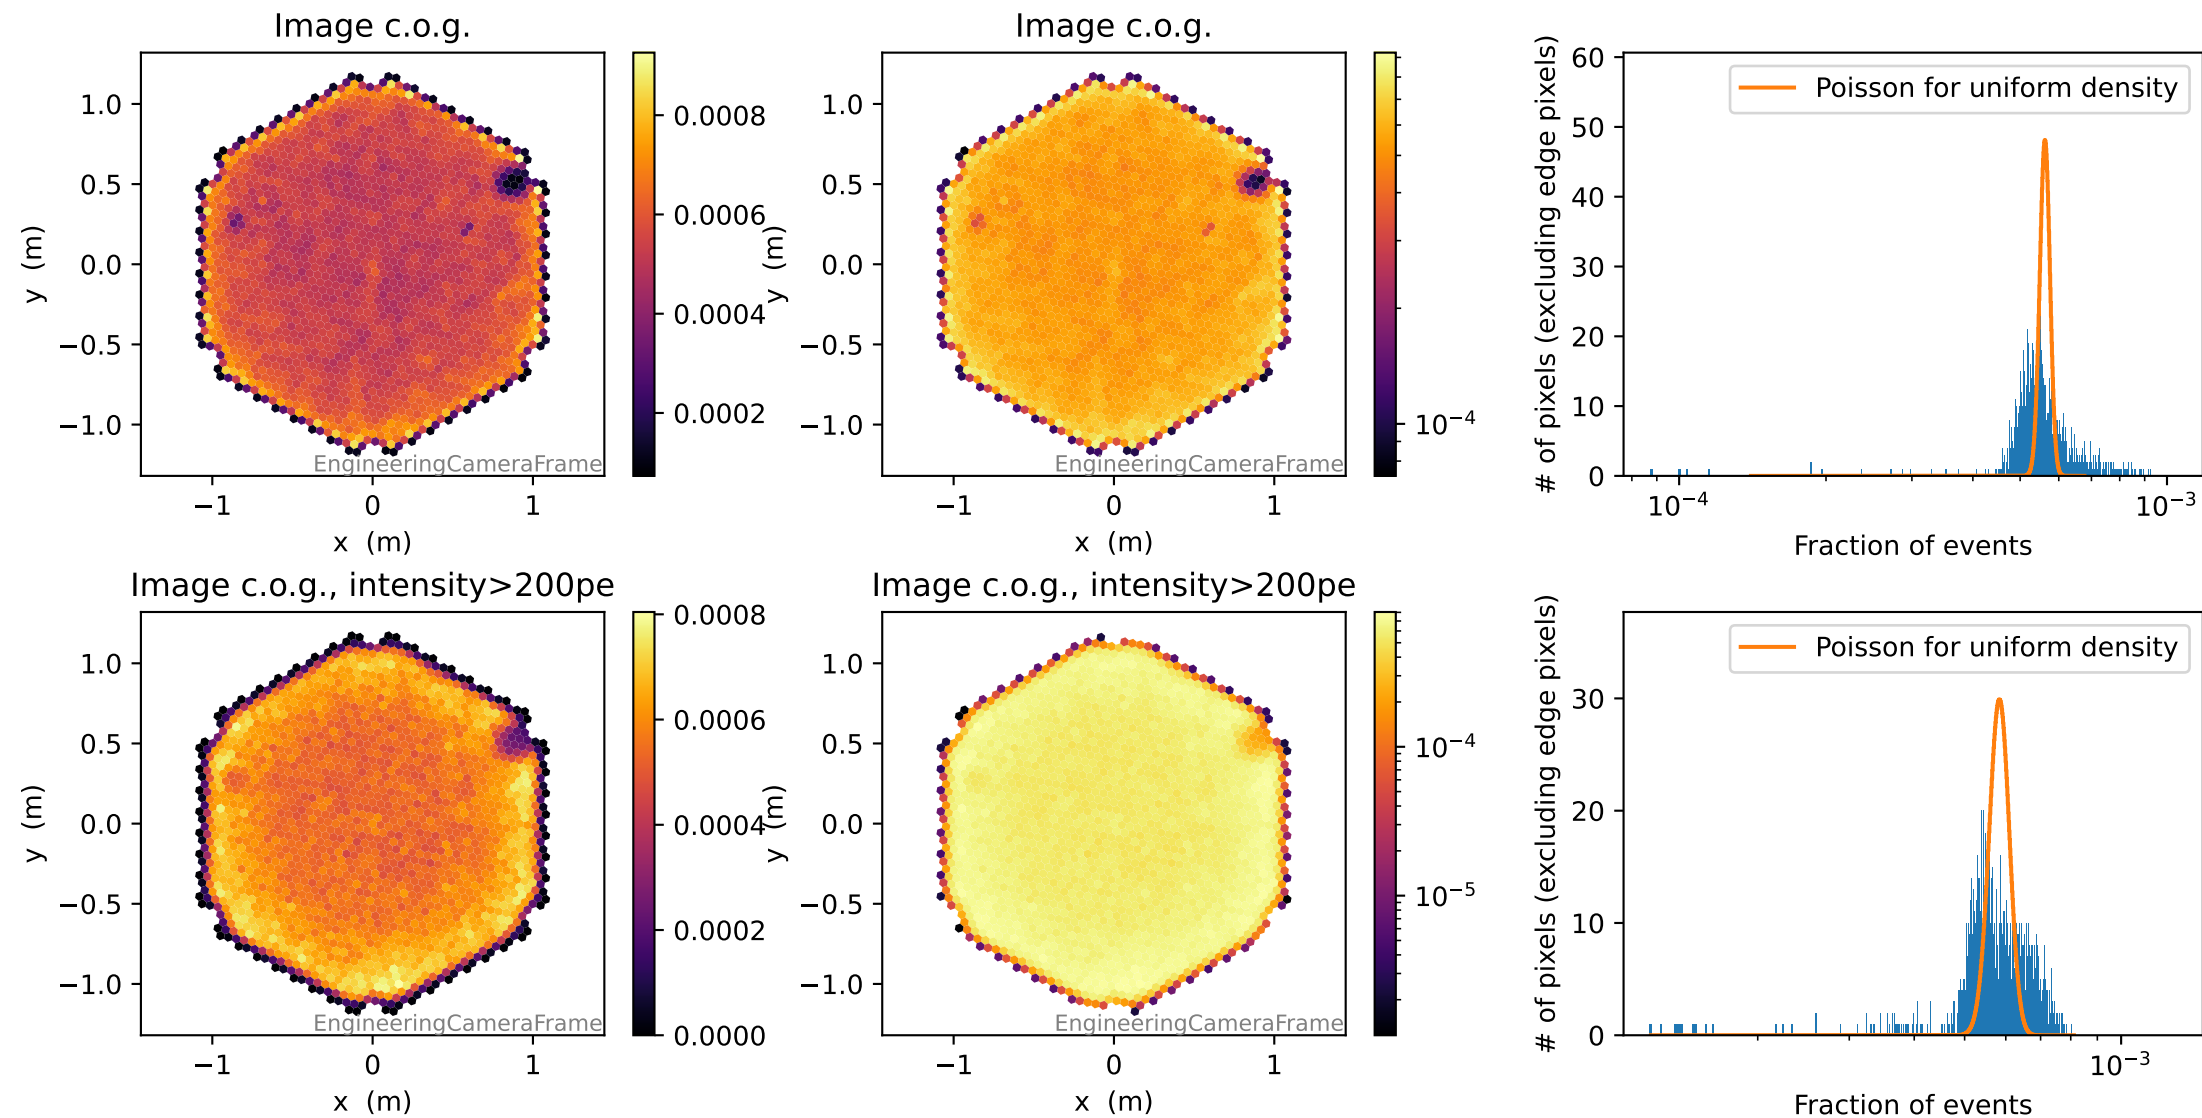 Image c.o.g.
1.0
0.5
0.0
−0.5
−1.0
y (m)
−1
0
1
x (m)
EngineeringCameraFrame
0.0008
0.0006
0.0004
0.0002
Image c.o.g.
1.0
0.5
0.0
−0.5
−1.0
y (m)
−1
0
1
x (m)
EngineeringCameraFrame
10⁻⁴
# of pixels (excluding edge pixels)
60
50
40
30
20
10
0
Poisson for uniform density
10⁻⁴
10⁻³
Fraction of events
Image c.o.g., intensity>200pe
1.0
0.5
0.0
−0.5
−1.0
y (m)
−1
0
1
x (m)
EngineeringCameraFrame
0.0008
0.0006
0.0004
0.0002
0.0000
Image c.o.g., intensity>200pe
1.0
0.5
0.0
−0.5
−1.0
y (m)
−1
0
1
x (m)
EngineeringCameraFrame
10⁻⁴
10⁻⁵
# of pixels (excluding edge pixels)
30
20
10
0
Poisson for uniform density
10⁻³
Fraction of events